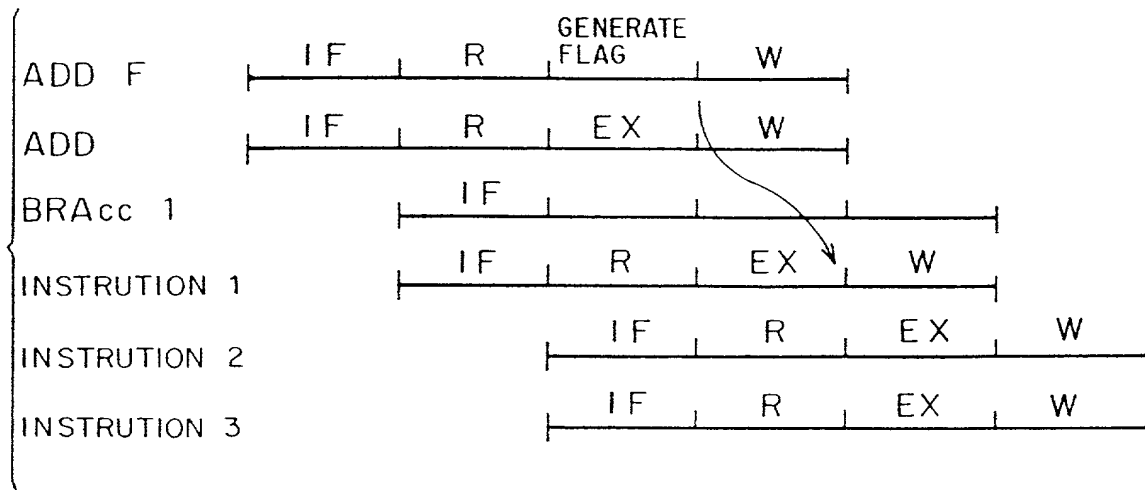 GENERATE
FLAG
ADD F IF R W
ADD IF R EX W
BRAcc 1 IF
INSTRUTION 1 IF R EX W
INSTRUTION 2 IF R EX W
INSTRUTION 3 IF R EX W